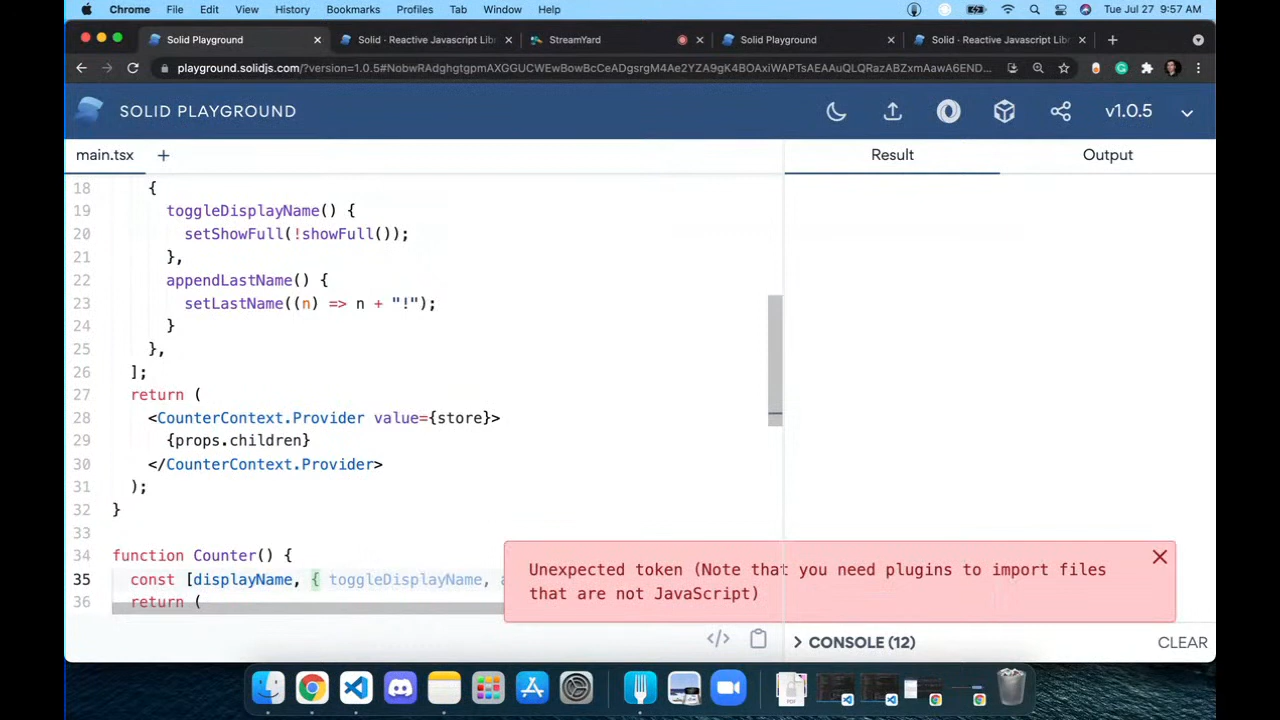 Chrome File Edit View History Bookmarks Profiles Tab Window Help Tue Jul 27 9:57 AM
Solid Playground Solid - Reactive Javascript Lib StreamYard Solid Playground Solid - Reactive Javascript Lib
playground.solidjs.com/?version=1.0.5#
SOLID PLAYGROUND v1.0.5
main.tsx Result Output
18 {
19 toggleDisplayName() {
20 setShowFull(!showFull());
21 },
22 appendLastName() {
23 setLastName((n) => n + "!");
24 }
25 },
26 ];
27 return (
28 <CounterContext.Provider value={store}>
29 {props.children}
30 </CounterContext.Provider>
31 );
32 }
33
34 function Counter() {
35 const [displayName, { toggleDisplayName, a
36 return (
Unexpected token (Note that you need plugins to import files
that are not JavaScript)
CONSOLE (12) CLEAR
PDF